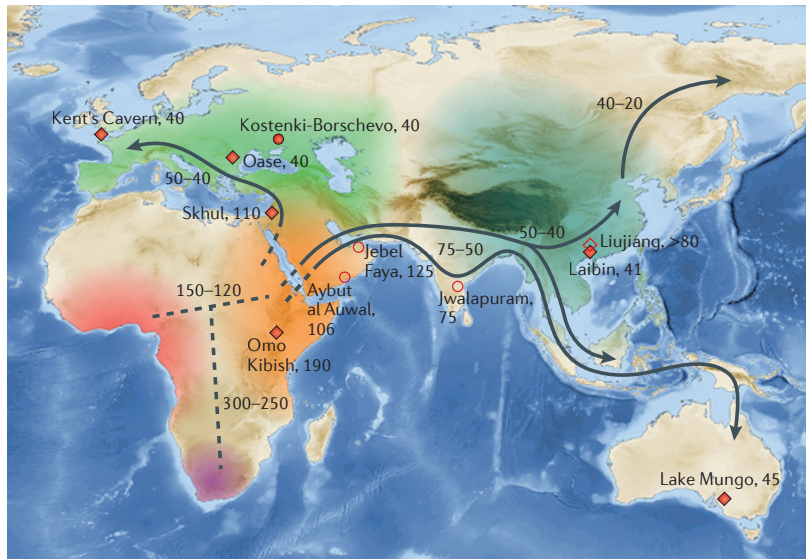 Kent's Cavern, 40
Kostenki-Borschevo, 40
Oase, 40
50–40
Skhul, 110
40–20
50–40
75–50
Liujiang, >80
Laibin, 41
Jebel
Faya, 125
Aybut
al Auwal,
106
Jwalapuram,
75
150–120
Omo
Kibish, 190
300–250
Lake Mungo, 45